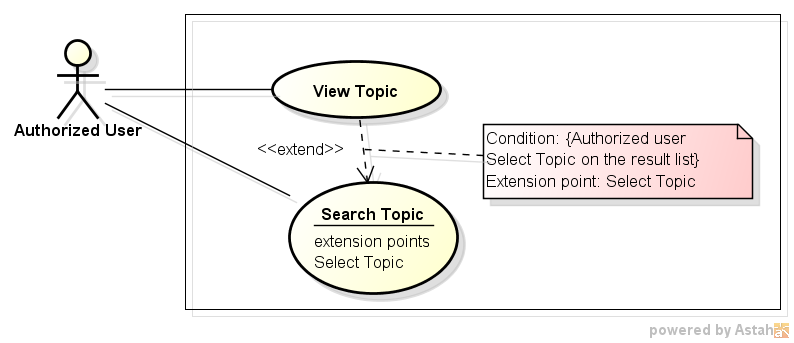 View Topic
Authorized User
<<extend>>
Condition: {Authorized user
Select Topic on the result list}
Extension point: Select Topic
Search Topic
extension points
Select Topic
powered by Astah